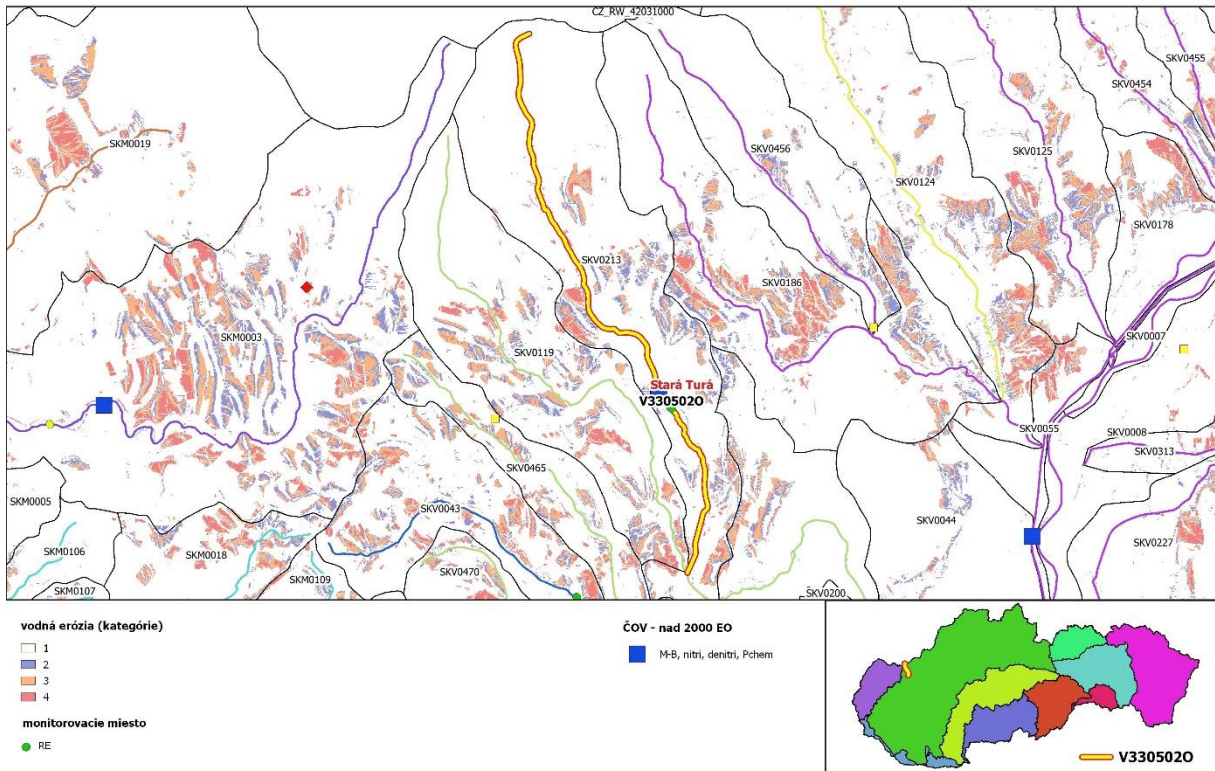 CZ_RW_42031000
SKV0455
SKV0454
SKM0019
SKV0456
SKV0125
SKV0124
SKV0178
SKV0213
SKV0186
SKM0003
SKV0007
SKV0119
Stará Turá
V330502O
SKV0055
SKV0008
SKV0313
SKV0465
SKM0005
SKV0043
SKV0044
SKV0227
SKM0106
SKM0018
SKV0470
SKM0109
SKM0107
SKV0200
vodná erózia (kategórie)
1
2
3
4
monitorovacie miesto
RE
ČOV - nad 2000 EO
M-B, nitri, denitri, Pchem
V330502O